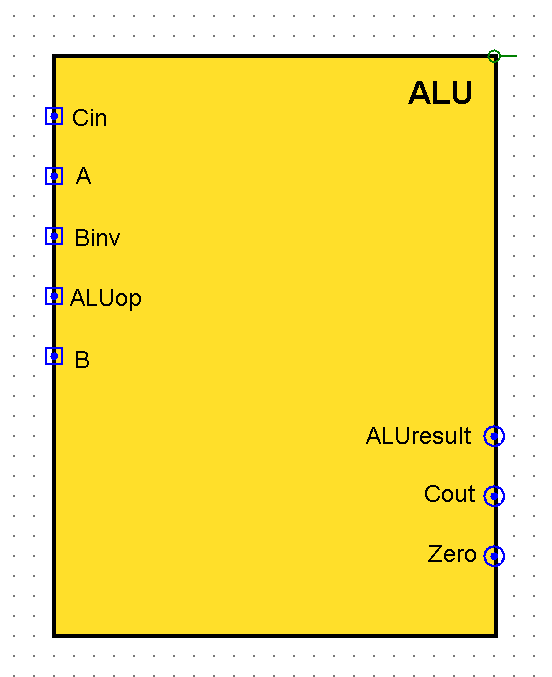 ALU
Cin
A
Binv
ALUop
B
ALUresult
Cout
Zero